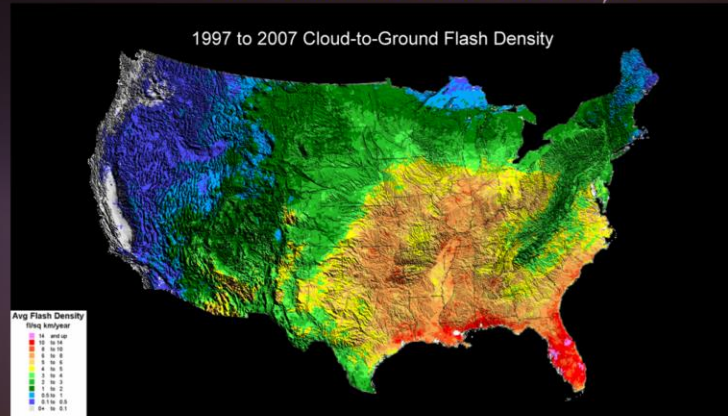 1997 to 2007 Cloud-to-Ground Flash Density
Avg Flash Density
fl/sq km/year
14 and up
10 to 14
8 to 10
6 to 8
5 to 6
4 to 5
3 to 4
2 to 3
1 to 2
0.5 to 1
0.1 to 0.5
0+ to 0.1